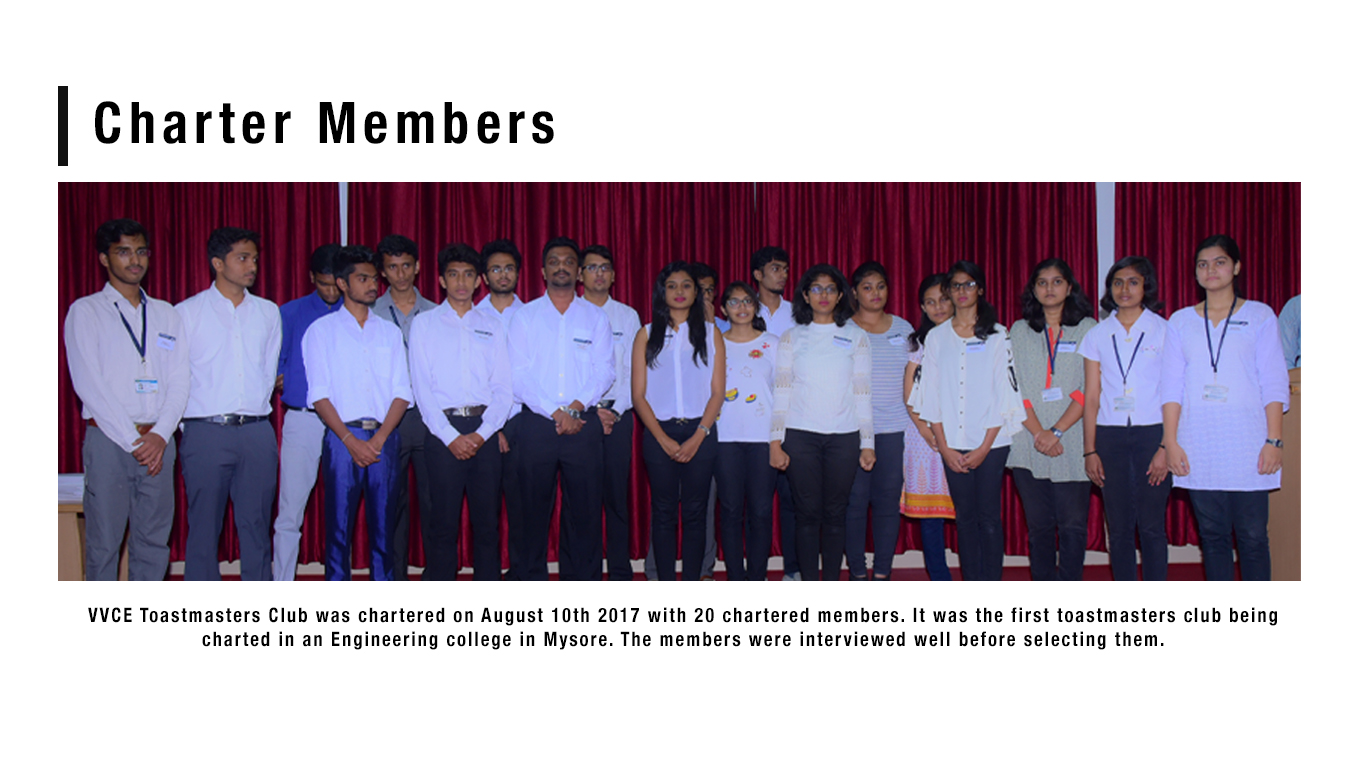 Charter Members
VVCE Toastmasters Club was chartered on August 10th 2017 with 20 chartered members. It was the first toastmasters club being
charted in an Engineering college in Mysore. The members were interviewed well before selecting them.